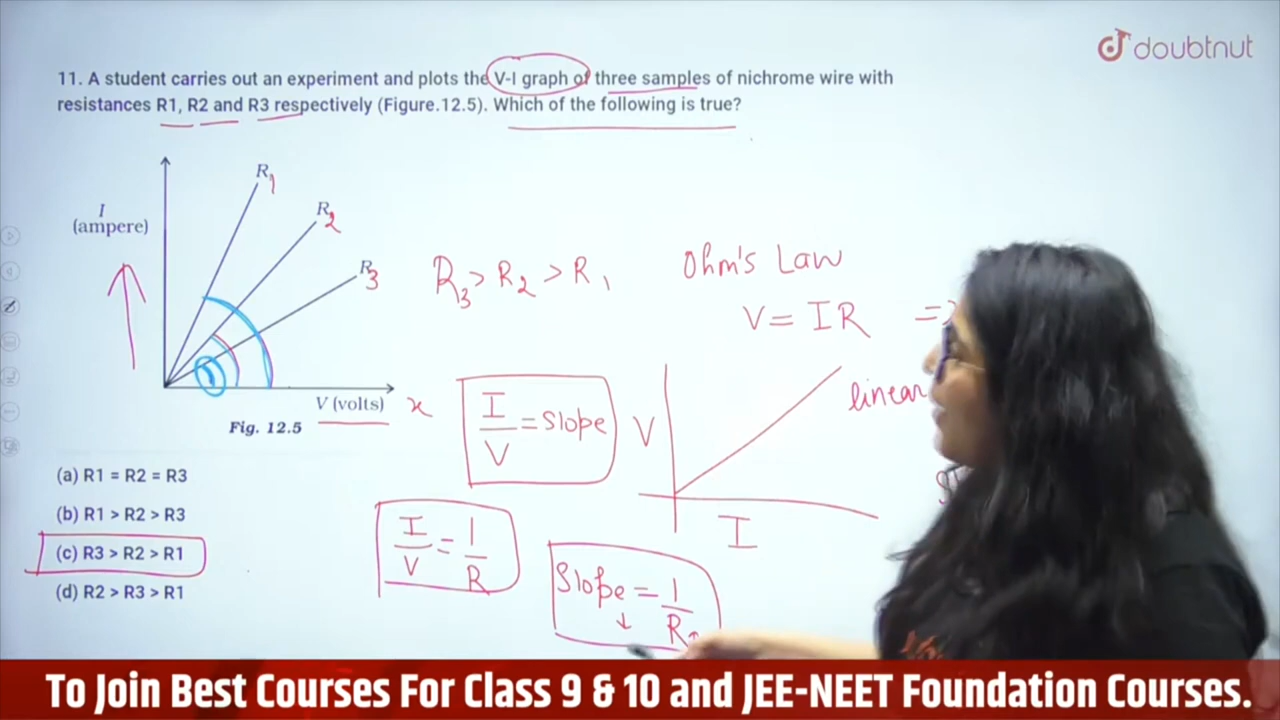 doubtnut
11. A student carries out an experiment and plots the V-I graph of three samples of nichrome wire with
resistances R1, R2 and R3 respectively (Figure.12.5). Which of the following is true?
R1
R2
R3
I
(ampere)
V (volts)
x
Fig. 12.5
R3 > R2 > R1
Ohm's Law
V = IR =>
I/V = Slope
V
linear
I
I/V = 1/R
Slope ↓ = 1/R ↑
(a) R1 = R2 = R3
(b) R1 > R2 > R3
(c) R3 > R2 > R1
(d) R2 > R3 > R1
To Join Best Courses For Class 9 & 10 and JEE-NEET Foundation Courses.